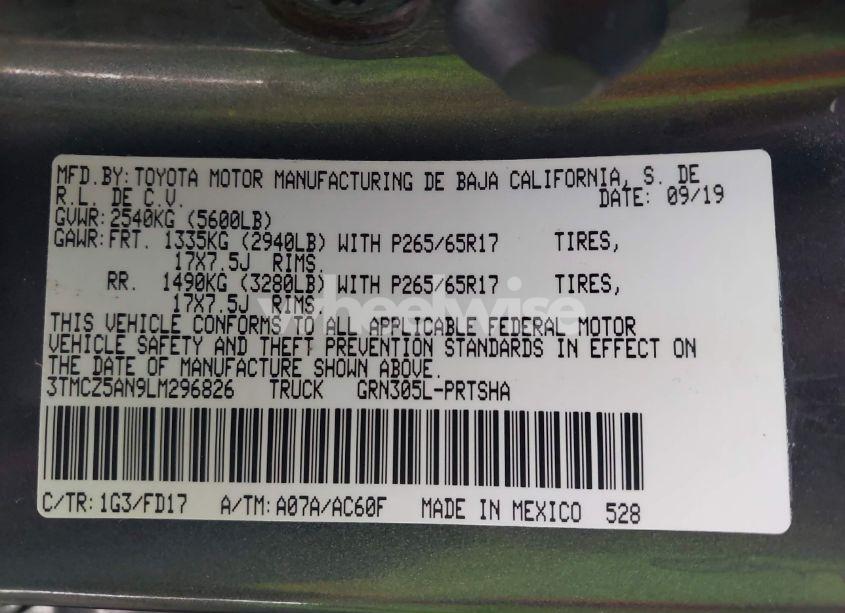 MFD.BY: TOYOTA MOTOR MANUFACTURING DE BAJA CALIFORNIA, S. DE
R.L. DE C.V. DATE: 09/19
GVWR: 2540KG (5600LB)
GAWR: FRT. 1335KG (2940LB) WITH P265/65R17 TIRES,
17X7.5J RIMS.
RR. 1490KG (3280LB) WITH P265/65R17 TIRES,
17X7.5J RIMS.
wheelwise
THIS VEHICLE CONFORMS TO ALL APPLICABLE FEDERAL MOTOR
VEHICLE SAFETY AND THEFT PREVENTION STANDARDS IN EFFECT ON
THE DATE OF MANUFACTURE SHOWN ABOVE.
3TMCZ5AN9LM296826 TRUCK GRN305L-PRTSHA
C/TR: 1G3/FD17 A/TM: A07A/AC60F MADE IN MEXICO 528